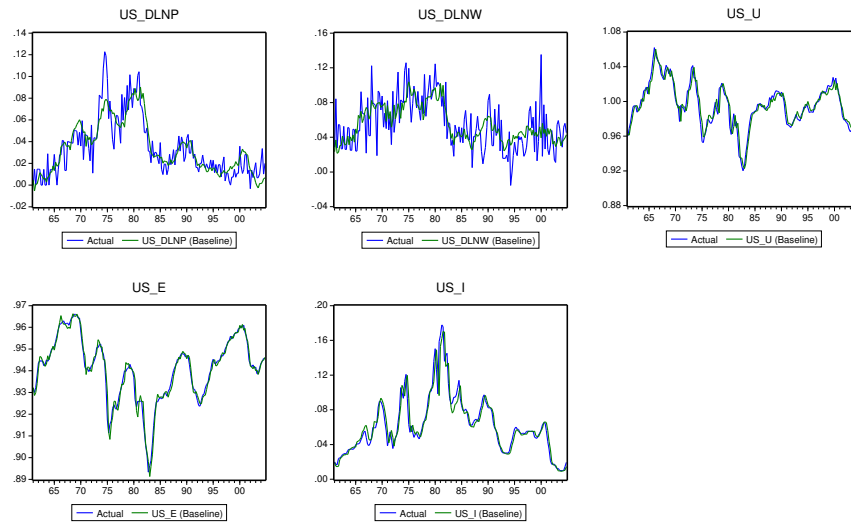 US_DLNP
.14
.12
.10
.08
.06
.04
.02
.00
-.02
65 70 75 80 85 90 95 00
Actual US_DLNP (Baseline)
US_DLNW
.16
.12
.08
.04
.00
-.04
65 70 75 80 85 90 95 00
Actual US_DLNW (Baseline)
US_U
1.08
1.04
1.00
0.96
0.92
0.88
65 70 75 80 85 90 95 00
Actual US_U (Baseline)
US_E
.97
.96
.95
.94
.93
.92
.91
.90
.89
65 70 75 80 85 90 95 00
Actual US_E (Baseline)
US_I
.20
.16
.12
.08
.04
.00
65 70 75 80 85 90 95 00
Actual US_I (Baseline)